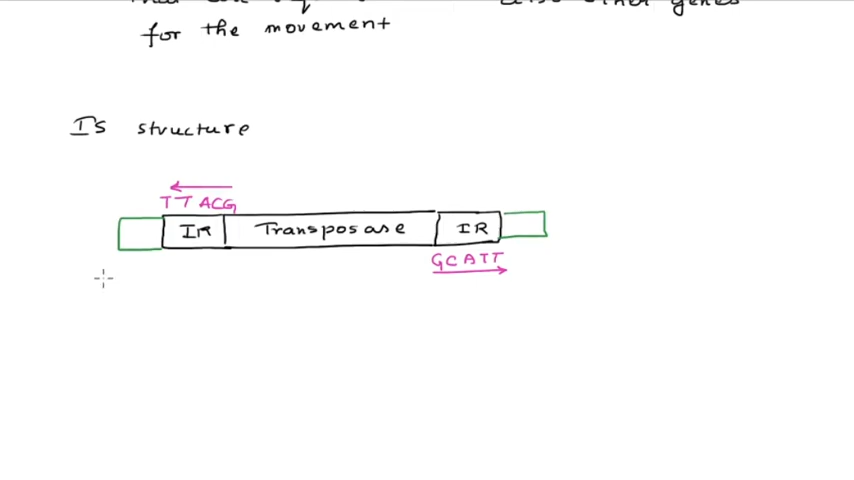 for the movement
IS structure
TTACG
IR Transposase IR
GCATT